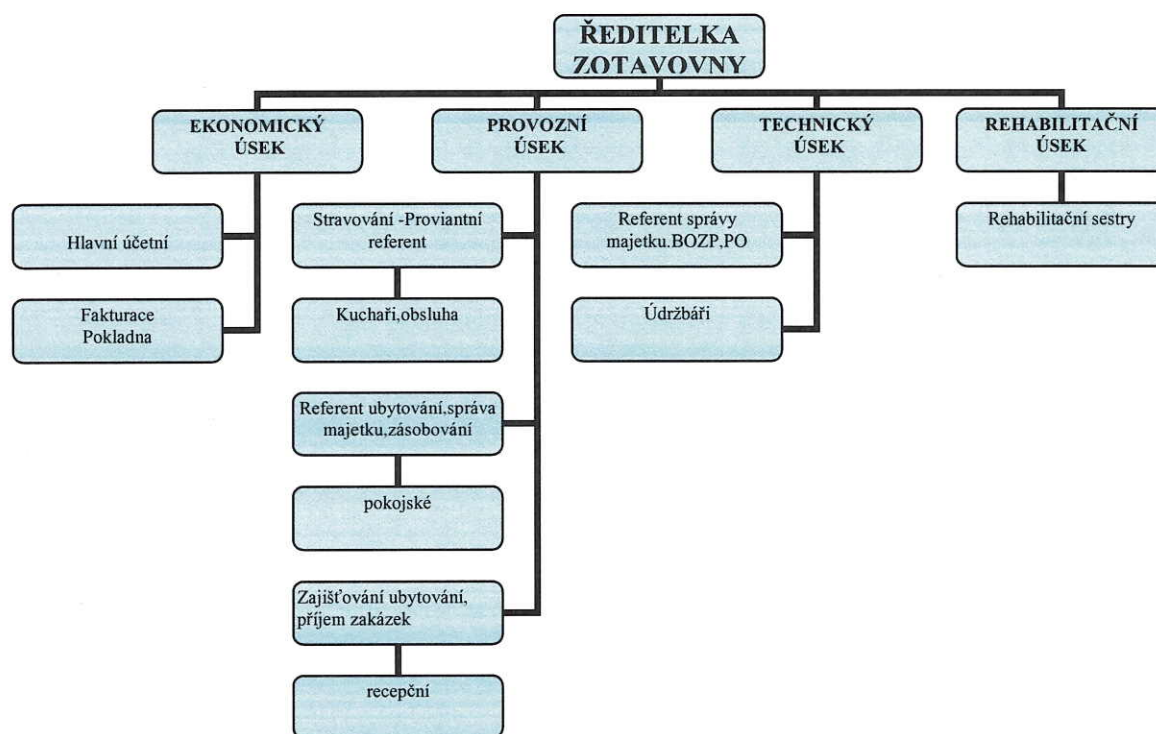 ŘEDITELKA
ZOTAVOVNY
EKONOMICKÝ
ÚSEK
PROVOZNÍ
ÚSEK
TECHNICKÝ
ÚSEK
REHABILITAČNÍ
ÚSEK
Hlavní účetní
Stravování -Proviantní
referent
Referent správy
majetku.BOZP,PO
Rehabilitační sestry
Fakturace
Pokladna
Kuchaři,obsluha
Údržbáři
Referent ubytování,správa
majetku,zásobování
pokojské
Zajišťování ubytování,
příjem zakázek
recepční